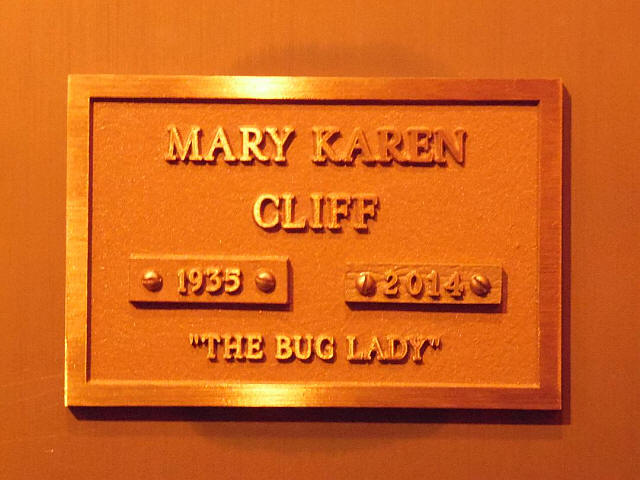 MARY KAREN
CLIFF
1935 2014
"THE BUG LADY"